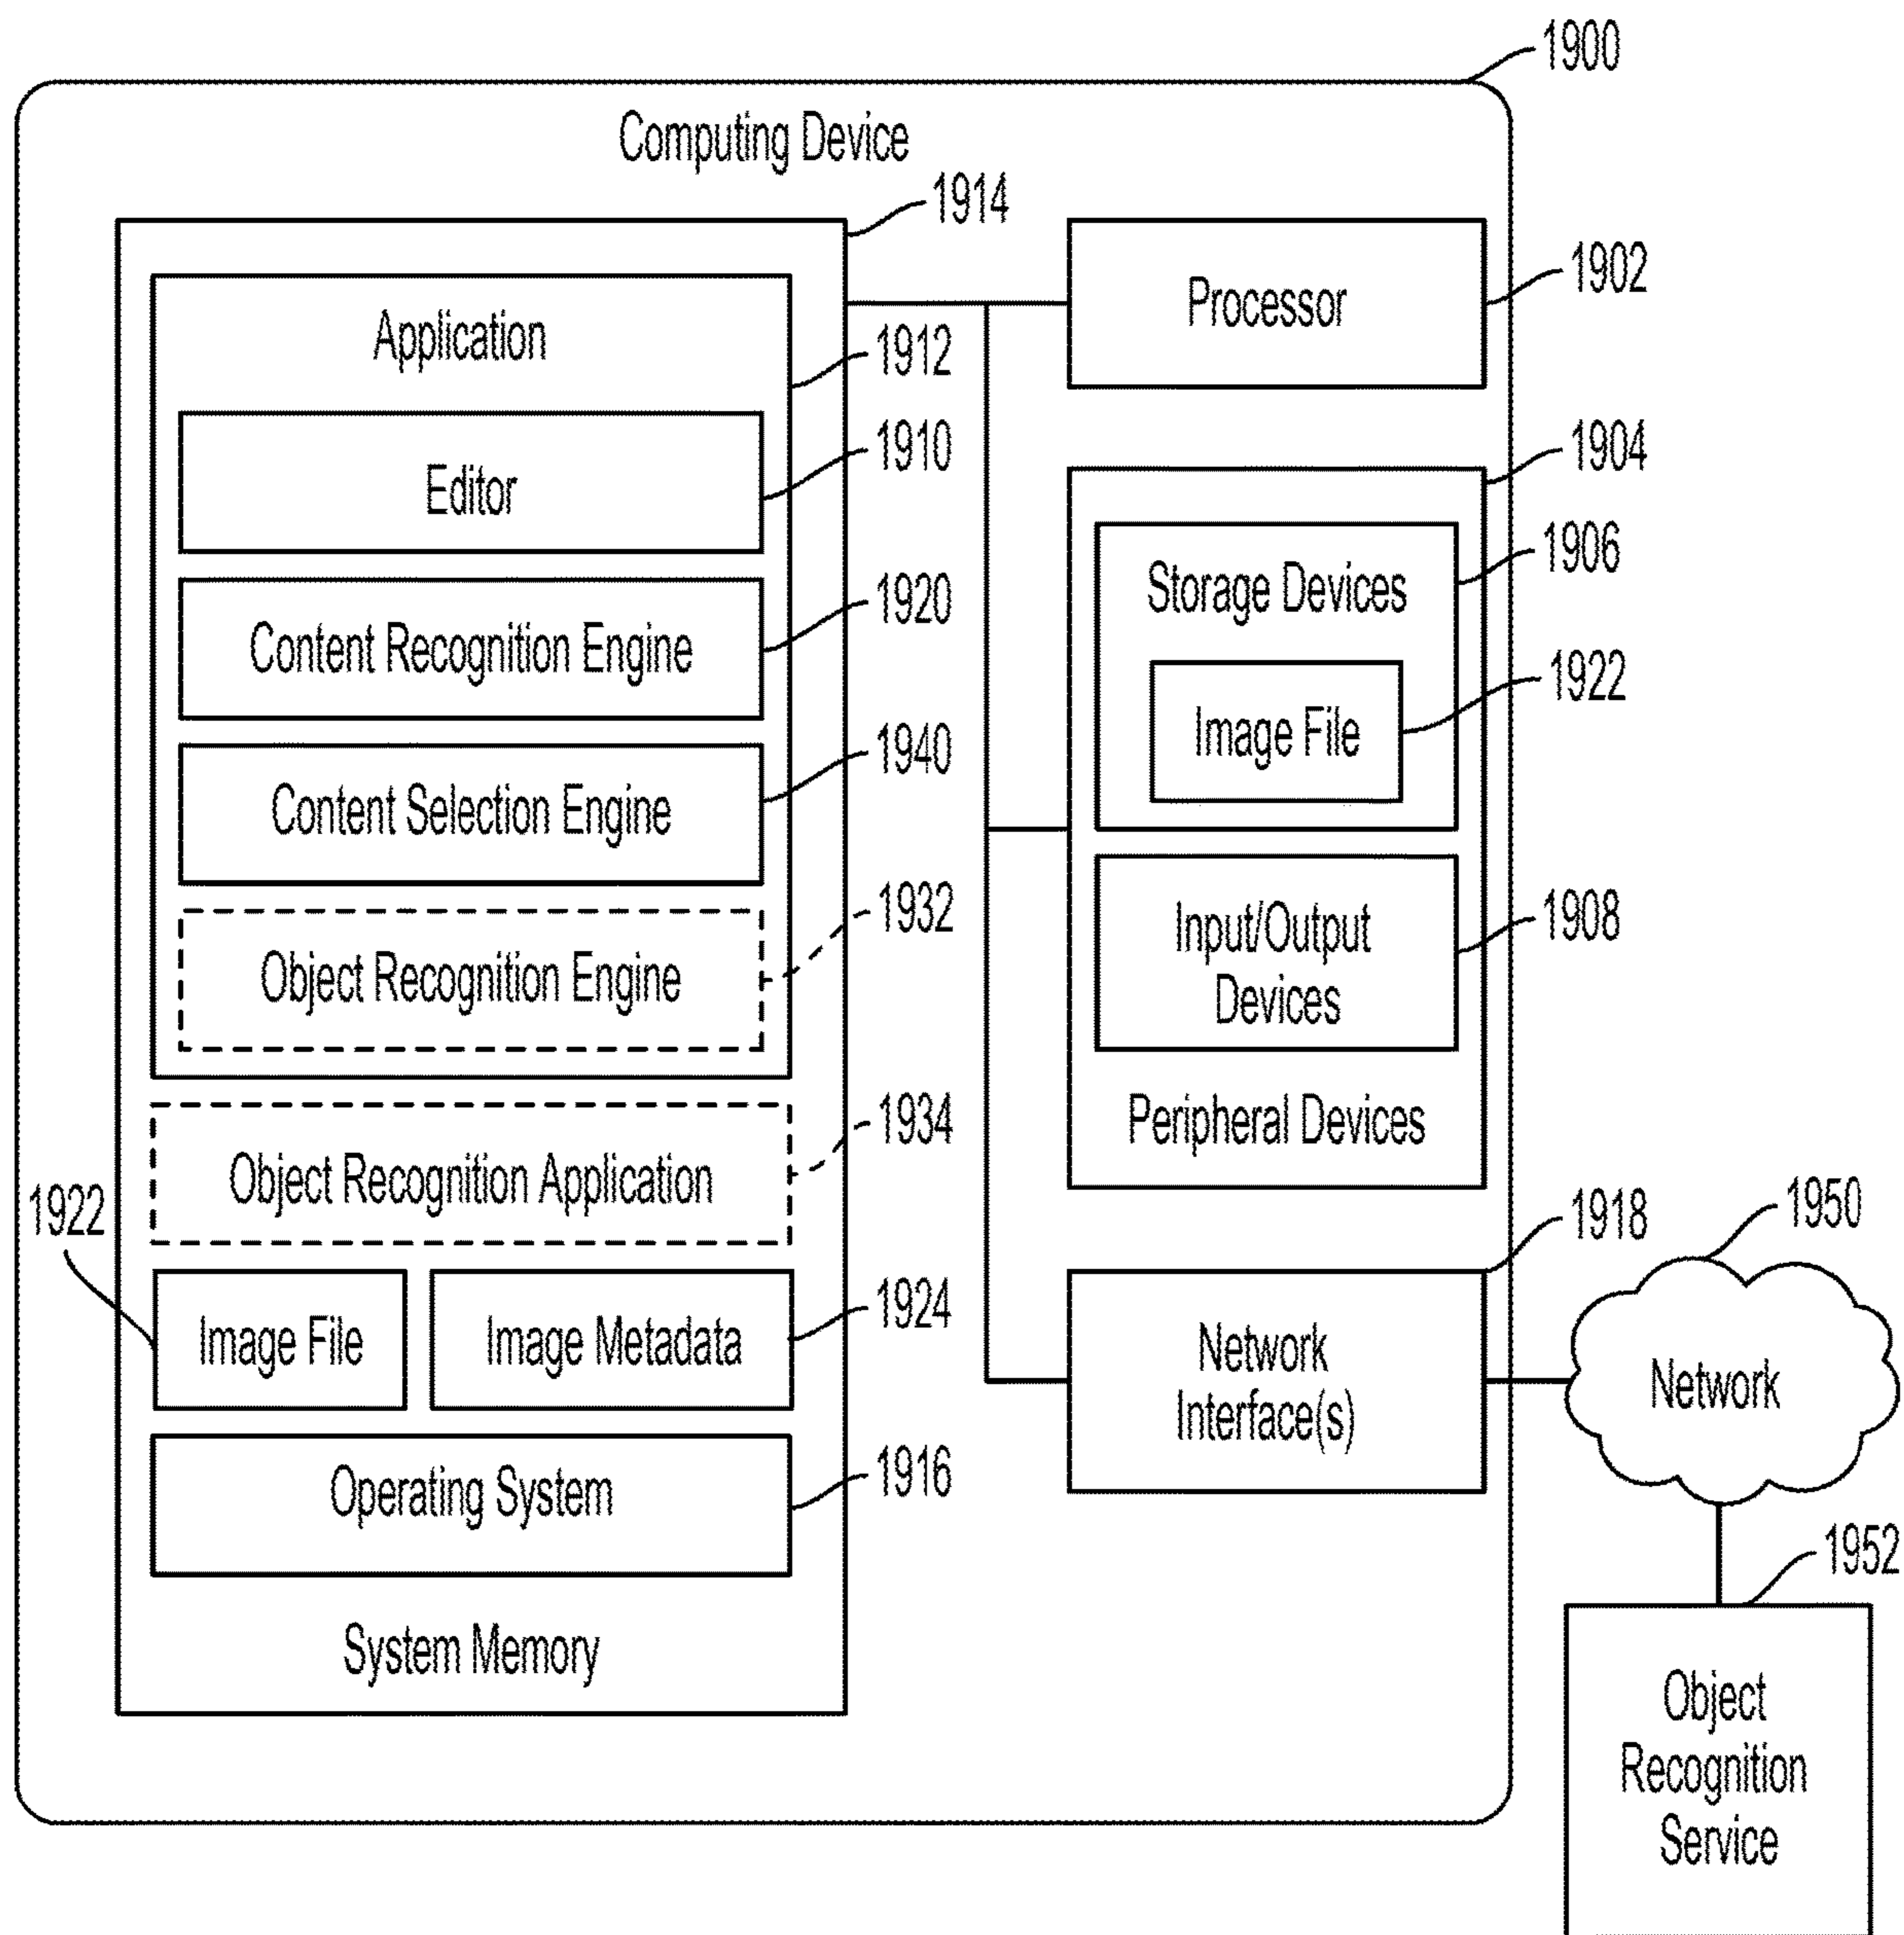 1900
Computing Device
1914
Processor
1902
Application
1912
Editor
1910
Content Recognition Engine
1920
Content Selection Engine
1940
Object Recognition Engine
1932
Object Recognition Application
1934
1922
Image File
Image Metadata
1924
Operating System
1916
System Memory
1904
Storage Devices
1906
Image File
1922
Input/Output
Devices
1908
Peripheral Devices
1918
Network
Interface(s)
1950
Network
1952
Object
Recognition
Service